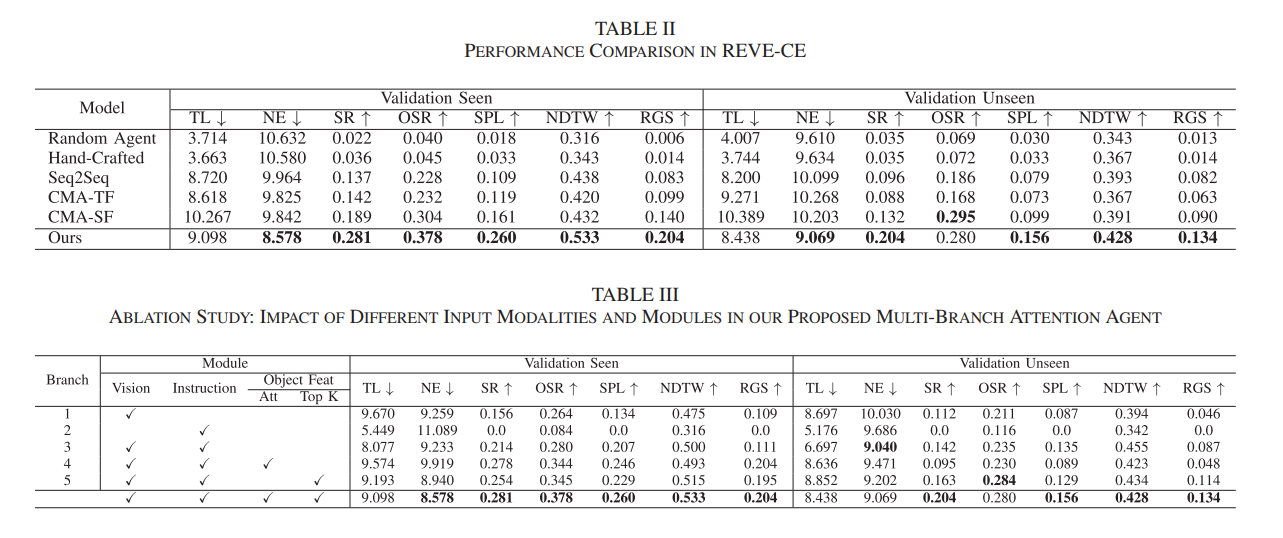 TABLE II
PERFORMANCE COMPARISON IN REVE-CE
Model Validation Seen Validation Unseen
TL ↓ NE ↓ SR ↑ OSR ↑ SPL ↑ NDTW ↑ RGS ↑ TL ↓ NE ↓ SR ↑ OSR ↑ SPL ↑ NDTW ↑ RGS ↑
Random Agent 3.714 10.632 0.022 0.040 0.018 0.316 0.006 4.007 9.610 0.035 0.069 0.030 0.343 0.013
Hand-Crafted 3.663 10.580 0.036 0.045 0.033 0.343 0.014 3.744 9.634 0.035 0.072 0.033 0.367 0.014
Seq2Seq 8.720 9.964 0.137 0.228 0.109 0.438 0.083 8.200 10.099 0.096 0.186 0.079 0.393 0.082
CMA-TF 8.618 9.825 0.142 0.232 0.119 0.420 0.099 9.271 10.268 0.088 0.168 0.073 0.367 0.063
CMA-SF 10.267 9.842 0.189 0.304 0.161 0.432 0.140 10.389 10.203 0.132 0.295 0.099 0.391 0.090
Ours 9.098 8.578 0.281 0.378 0.260 0.533 0.204 8.438 9.069 0.204 0.280 0.156 0.428 0.134
TABLE III
ABLATION STUDY: IMPACT OF DIFFERENT INPUT MODALITIES AND MODULES IN OUR PROPOSED MULTI-BRANCH ATTENTION AGENT
Branch Module Validation Seen Validation Unseen
Vision Instruction Object Feat TL ↓ NE ↓ SR ↑ OSR ↑ SPL ↑ NDTW ↑ RGS ↑ TL ↓ NE ↓ SR ↑ OSR ↑ SPL ↑ NDTW ↑ RGS ↑
Att Top K
1 ✓ 9.670 9.259 0.156 0.264 0.134 0.475 0.109 8.697 10.030 0.112 0.211 0.087 0.394 0.046
2 ✓ 5.449 11.089 0.0 0.084 0.0 0.316 0.0 5.176 9.686 0.0 0.116 0.0 0.342 0.0
3 ✓ ✓ 8.077 9.233 0.214 0.280 0.207 0.500 0.111 6.697 9.040 0.142 0.235 0.135 0.455 0.087
4 ✓ ✓ ✓ 9.574 9.919 0.278 0.344 0.246 0.493 0.204 8.636 9.471 0.095 0.230 0.089 0.423 0.048
5 ✓ ✓ ✓ 9.193 8.940 0.254 0.345 0.229 0.515 0.195 8.852 9.202 0.163 0.284 0.129 0.434 0.114
✓ ✓ ✓ ✓ 9.098 8.578 0.281 0.378 0.260 0.533 0.204 8.438 9.069 0.204 0.280 0.156 0.428 0.134